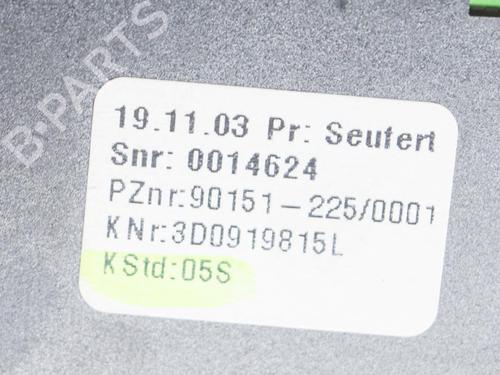 B-PARTS
19.11.03 Pr: Seufert
Snr: 0014624
PZnr:90151-225/0001
KNr:3D0919815L
KStd:05S